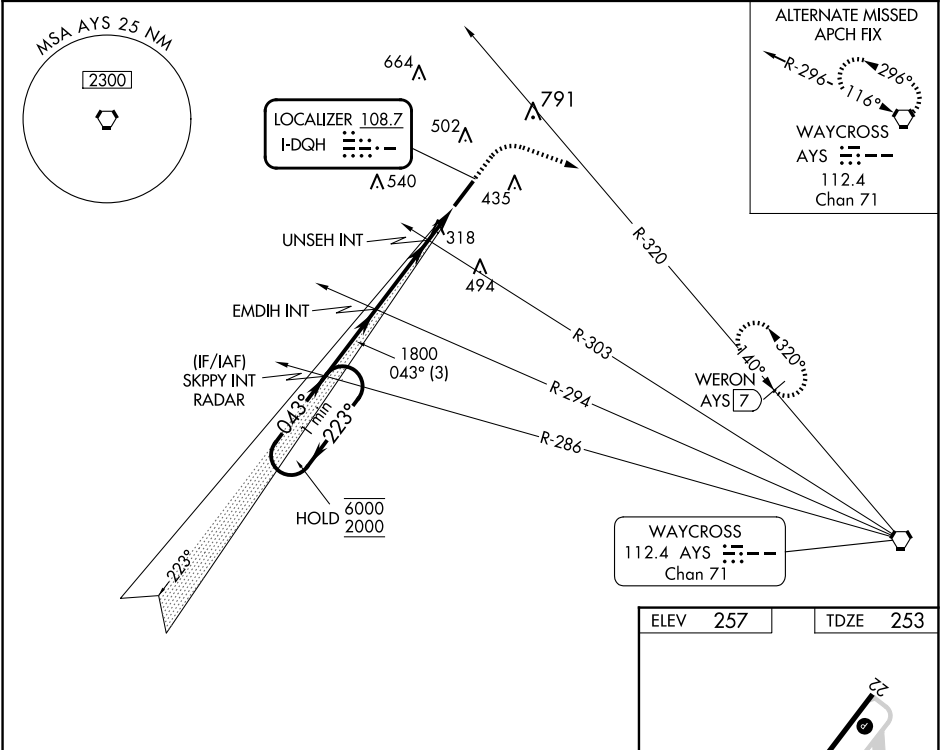 MSA AYS 25 NM
2300
ALTERNATE MISSED
APCH FIX
R-296
296°
116°
WAYCROSS
AYS
112.4
Chan 71
664
791
LOCALIZER 108.7
I-DQH
502
540
435
UNSEH INT
318
494
R-320
EMDIH INT
R-303
(IF/IAF)
SKPPY INT
RADAR
1800
043° (3)
R-294
140°
320°
WERON
AYS 7
043°
1 min
223°
R-286
HOLD 6000
2000
223°
WAYCROSS
112.4 AYS
Chan 71
ELEV 257
TDZE 253
22
P